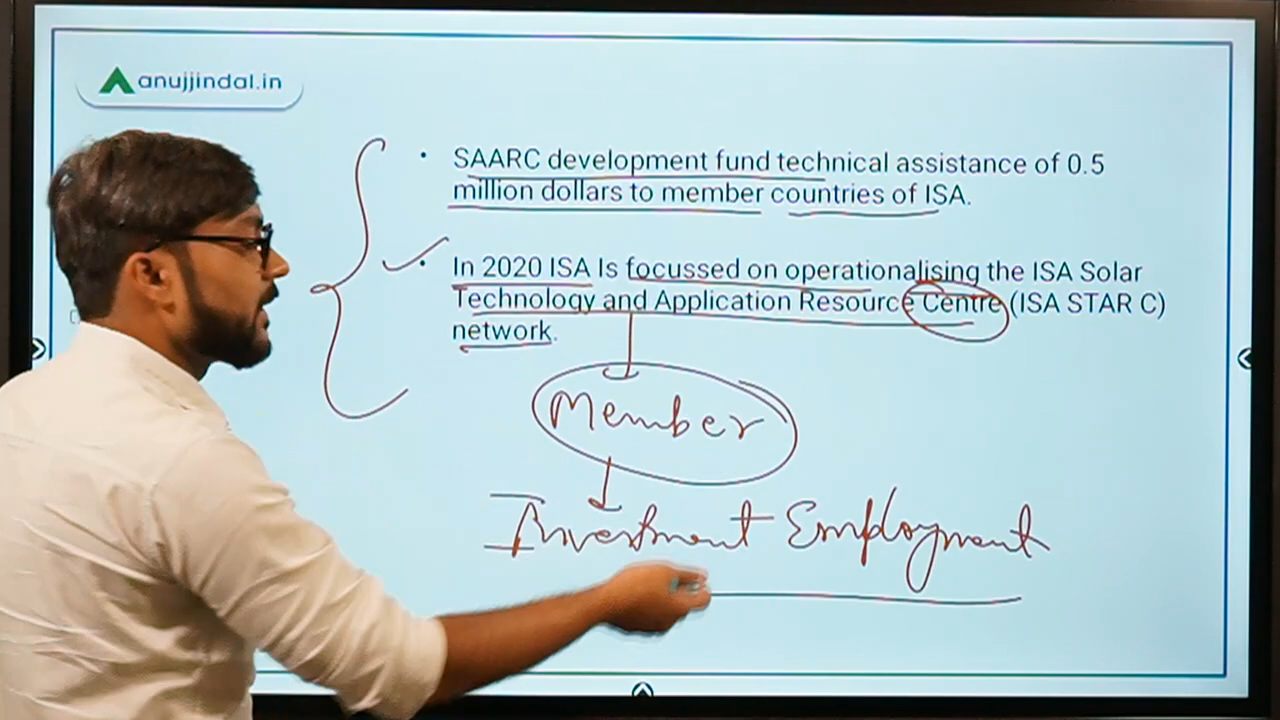 anujjindal.in
• SAARC development fund technical assistance of 0.5
million dollars to member countries of ISA.
• In 2020 ISA Is focussed on operationalising the ISA Solar
Technology and Application Resource Centre (ISA STAR C)
network.
Member
Investment Employment